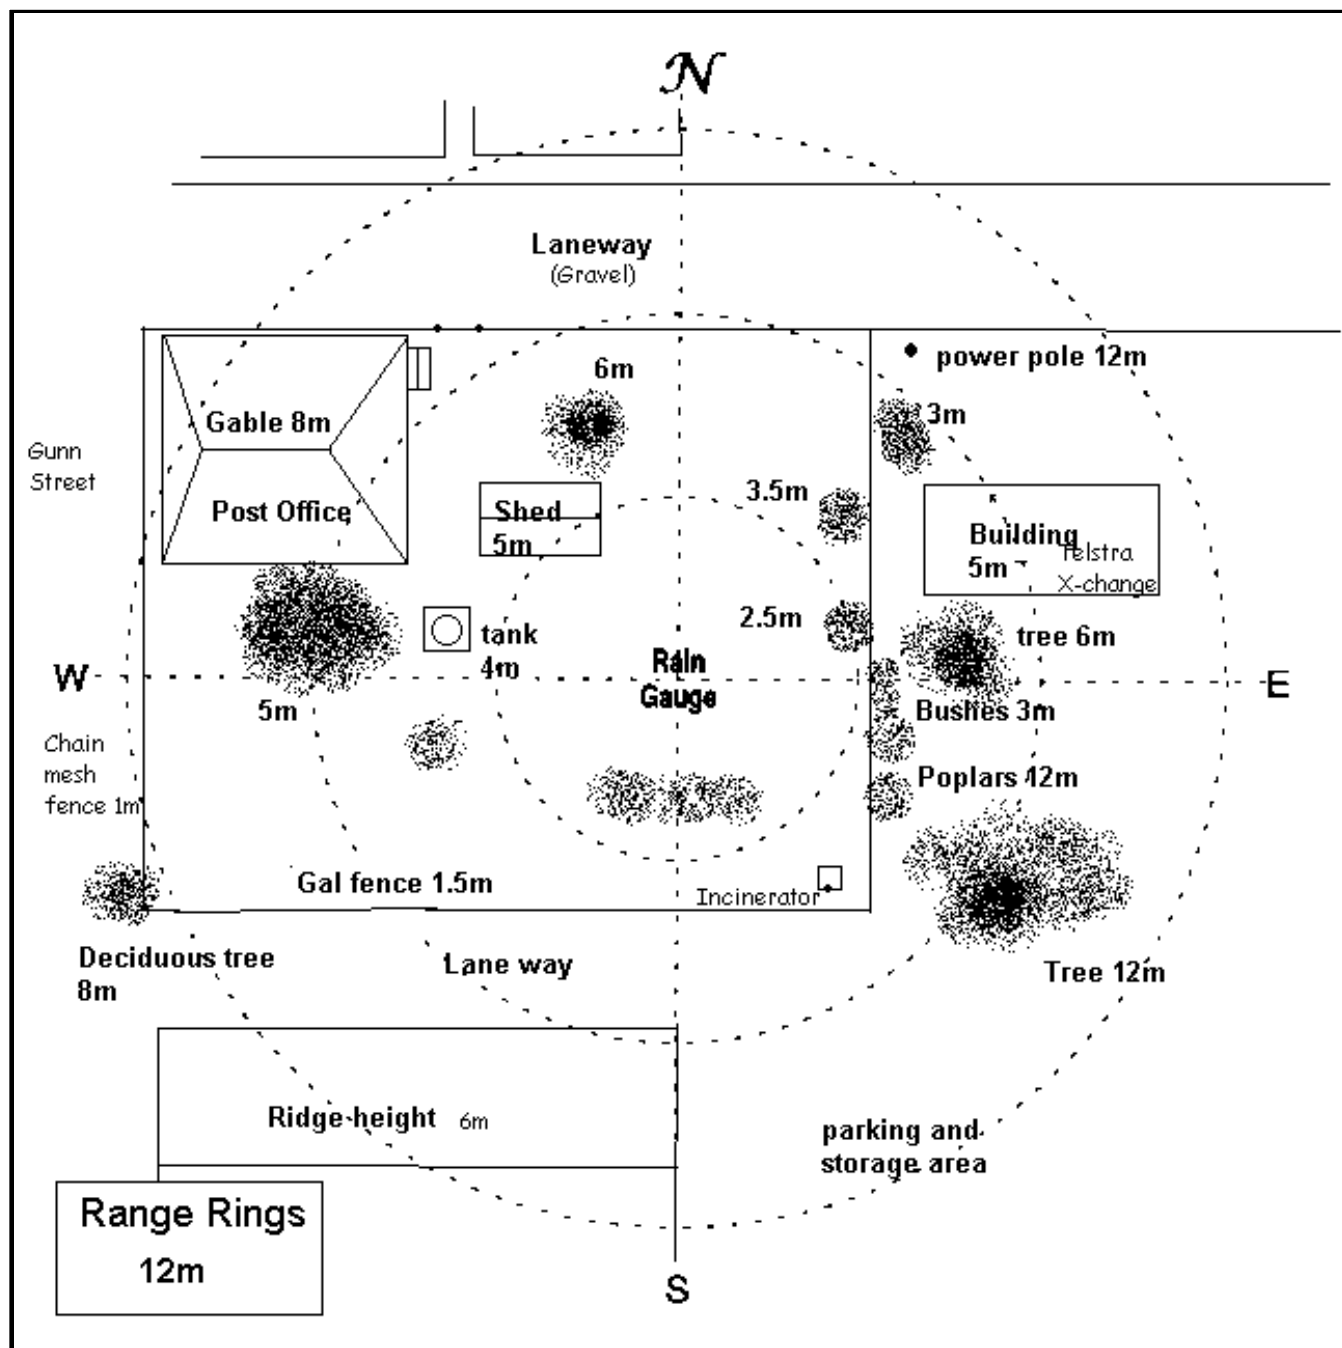 N
Laneway
(Gravel)
power pole 12m
6m
Gable 8m
3m
Gunn
Street
3.5m
Post Office
Shed
5m
Building
5m
Telstra
X-change
2.5m
tank
4m
tree 6m
Rain
Gauge
W
E
5m
Bushes 3m
Chain
mesh
fence 1m
Poplars 12m
Gal fence 1.5m
Incinerator
Deciduous tree
8m
Lane way
Tree 12m
Ridge height 6m
parking and
storage area
Range Rings
12m
S